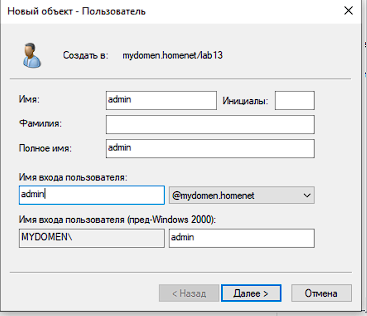 Новый объект - Пользователь
Создать в: mydomen.homenet/lab13
Имя: admin Инициалы:
Фамилия:
Полное имя: admin
Имя входа пользователя:
admin @mydomen.homenet
Имя входа пользователя (пред-Windows 2000):
MYDOMEN\ admin
< Назад Далее > Отмена